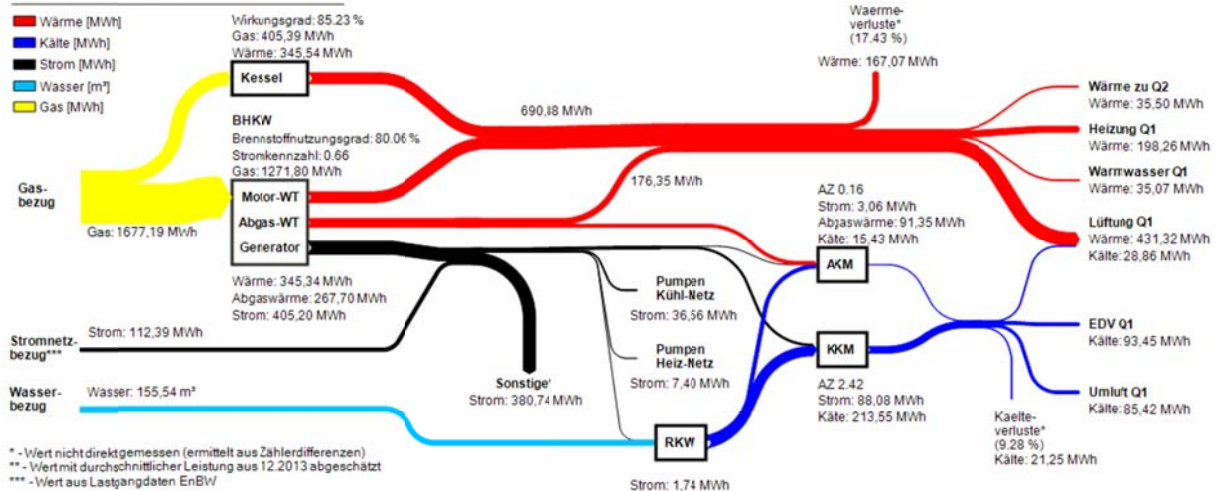 Wärme [MWh]
Kälte [MWh]
Strom [MWh]
Wasser [m³]
Gas [MWh]
Wirkungsgrad: 85.23 %
Gas: 405,39 MWh
Wärme: 345,54 MWh
Kessel
BHKW
Brennstoffnutzungsgrad: 80.06 %
Stromkennzahl: 0.66
Gas: 1271,80 MWh
Motor-WT
Abgas-WT
Gererator
Wärme: 345,34 MWh
Abgaswärme: 267,70 MWh
Strom: 405,20 MWh
Gas-
bezug
Gas: 1677,19 MWh
Stromnetz-
bezug***
Strom: 112,39 MWh
Wasser-
bezug
Wasser: 155,54 m³
690,88 MWh
176,35 MWh
Waerme-
verluste*
(17.43 %)
Wärme: 167,07 MWh
Wärme zu Q2
Wärme: 35,50 MWh
Heizung Q1
Wärme: 198,26 MWh
Warmwasser Q1
Wärme: 35,07 MWh
Lüftung Q1
Wärme: 431,32 MWh
Kälte: 28,86 MWh
AZ 0.16
Strom: 3,06 MWh
Abgaswärme: 91,35 MWh
Käte: 15,43 MWh
AKM
Pumpen
Kühl-Netz
Strom: 36,56 MWh
Pumpen
Heiz-Netz
Strom: 7,40 MWh
Sonstige*
Strom: 380,74 MWh
KKM
AZ 2.42
Strom: 88,08 MWh
Käte: 213,55 MWh
RKW
Strom: 1,74 MWh
EDV Q1
Kälte: 93,45 MWh
Umluft Q1
Kälte: 85,42 MWh
Kaelte-
verluste*
(9.28 %)
Kälte: 21,25 MWh
* - Wert nicht direkt gemessen (ermittelt aus Zählerdifferenzen)
** - Wert mit durchschnittlicher Leistung aus 12.2013 abgeschätzt
*** - Wert aus Lastgangdaten EnBW